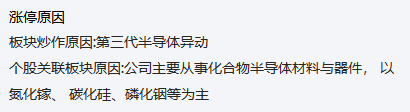 涨停原因
板块炒作原因:第三代半导体异动
个股关联板块原因:公司主要从事化合物半导体材料与器件， 以
氮化镓、 碳化硅、磷化铟等为主